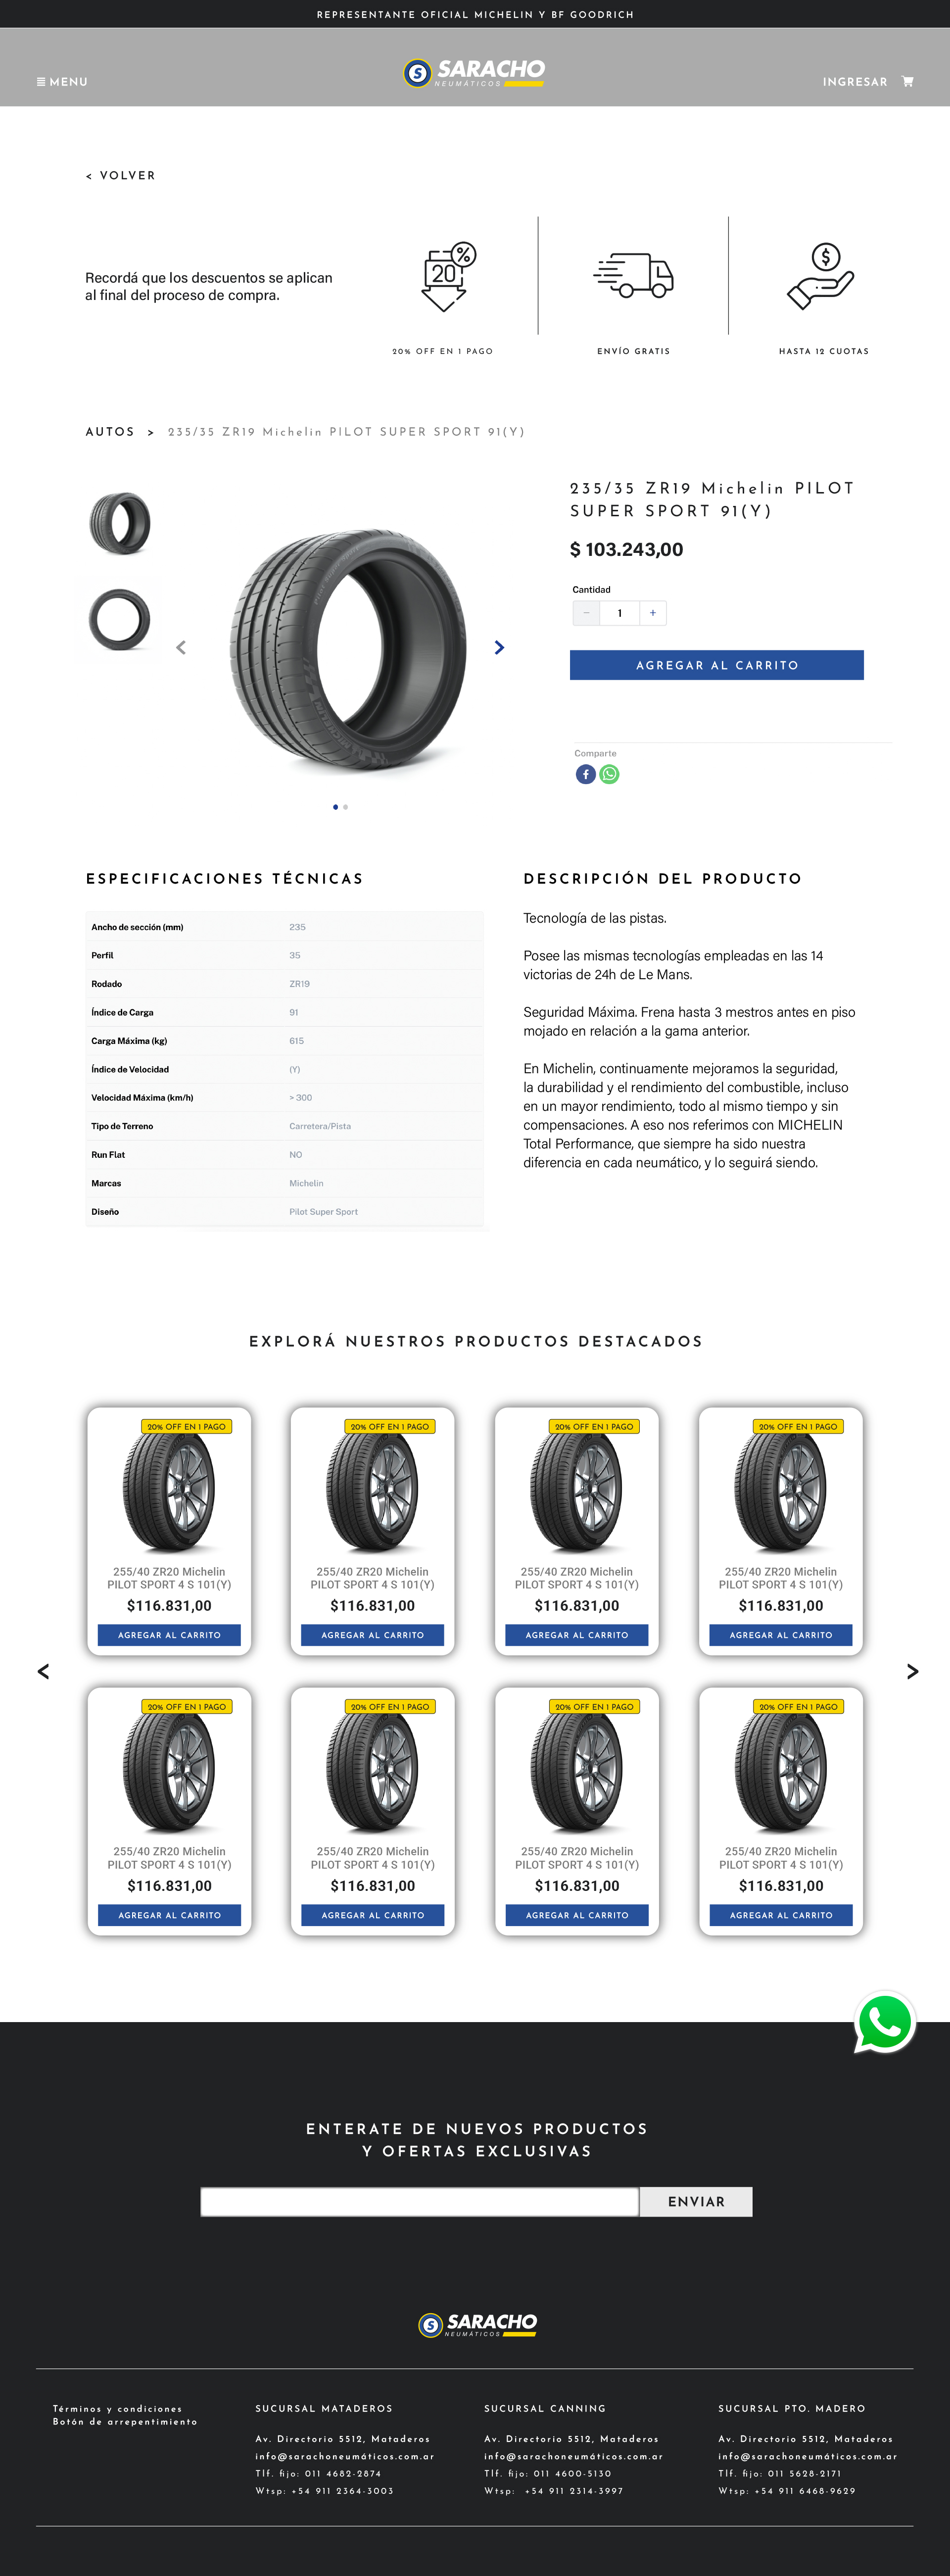 REPRESENTANTE OFICIAL MICHELIN Y BF GOODRICH
MENU
S SARACHO
NEUMÁTICOS
INGRESAR
< VOLVER
Recordá que los descuentos se aplican
al final del proceso de compra.
20 %
$
20% OFF EN 1 PAGO
ENVÍO GRATIS
HASTA 12 CUOTAS
AUTOS > 235/35 ZR19 Michelin PILOT SUPER SPORT 91(Y)
235/35 ZR19 Michelin PILOT
SUPER SPORT 91(Y)
$ 103.243,00
Cantidad
− 1 +
AGREGAR AL CARRITO
MICHELIN
Comparte
ESPECIFICACIONES TÉCNICAS
Ancho de sección (mm) 235
Perfil 35
Rodado ZR19
Índice de Carga 91
Carga Máxima (kg) 615
Índice de Velocidad (Y)
Velocidad Máxima (km/h) > 300
Tipo de Terreno Carretera/Pista
Run Flat NO
Marcas Michelin
Diseño Pilot Super Sport
DESCRIPCIÓN DEL PRODUCTO
Tecnología de las pistas.
Posee las mismas tecnologías empleadas en las 14
victorias de 24h de Le Mans.
Seguridad Máxima. Frena hasta 3 mestros antes en piso
mojado en relación a la gama anterior.
En Michelin, continuamente mejoramos la seguridad,
la durabilidad y el rendimiento del combustible, incluso
en un mayor rendimiento, todo al mismo tiempo y sin
compensaciones. A eso nos referimos con MICHELIN
Total Performance, que siempre ha sido nuestra
diferencia en cada neumático, y lo seguirá siendo.
EXPLORÁ NUESTROS PRODUCTOS DESTACADOS
20% OFF EN 1 PAGO
255/40 ZR20 Michelin
PILOT SPORT 4 S 101(Y)
$116.831,00
AGREGAR AL CARRITO
20% OFF EN 1 PAGO
255/40 ZR20 Michelin
PILOT SPORT 4 S 101(Y)
$116.831,00
AGREGAR AL CARRITO
20% OFF EN 1 PAGO
255/40 ZR20 Michelin
PILOT SPORT 4 S 101(Y)
$116.831,00
AGREGAR AL CARRITO
20% OFF EN 1 PAGO
255/40 ZR20 Michelin
PILOT SPORT 4 S 101(Y)
$116.831,00
AGREGAR AL CARRITO
< >
20% OFF EN 1 PAGO
255/40 ZR20 Michelin
PILOT SPORT 4 S 101(Y)
$116.831,00
AGREGAR AL CARRITO
20% OFF EN 1 PAGO
255/40 ZR20 Michelin
PILOT SPORT 4 S 101(Y)
$116.831,00
AGREGAR AL CARRITO
20% OFF EN 1 PAGO
255/40 ZR20 Michelin
PILOT SPORT 4 S 101(Y)
$116.831,00
AGREGAR AL CARRITO
20% OFF EN 1 PAGO
255/40 ZR20 Michelin
PILOT SPORT 4 S 101(Y)
$116.831,00
AGREGAR AL CARRITO
ENTERATE DE NUEVOS PRODUCTOS
Y OFERTAS EXCLUSIVAS
ENVIAR
S SARACHO
NEUMÁTICOS
Términos y condiciones
Botón de arrepentimiento
SUCURSAL MATADEROS
Av. Directorio 5512, Mataderos
info@sarachoneumáticos.com.ar
Tlf. fijo: 011 4682-2874
Wtsp: +54 911 2364-3003
SUCURSAL CANNING
Av. Directorio 5512, Mataderos
info@sarachoneumáticos.com.ar
Tlf. fijo: 011 4600-5130
Wtsp: +54 911 2314-3997
SUCURSAL PTO. MADERO
Av. Directorio 5512, Mataderos
info@sarachoneumáticos.com.ar
Tlf. fijo: 011 5628-2171
Wtsp: +54 911 6468-9629